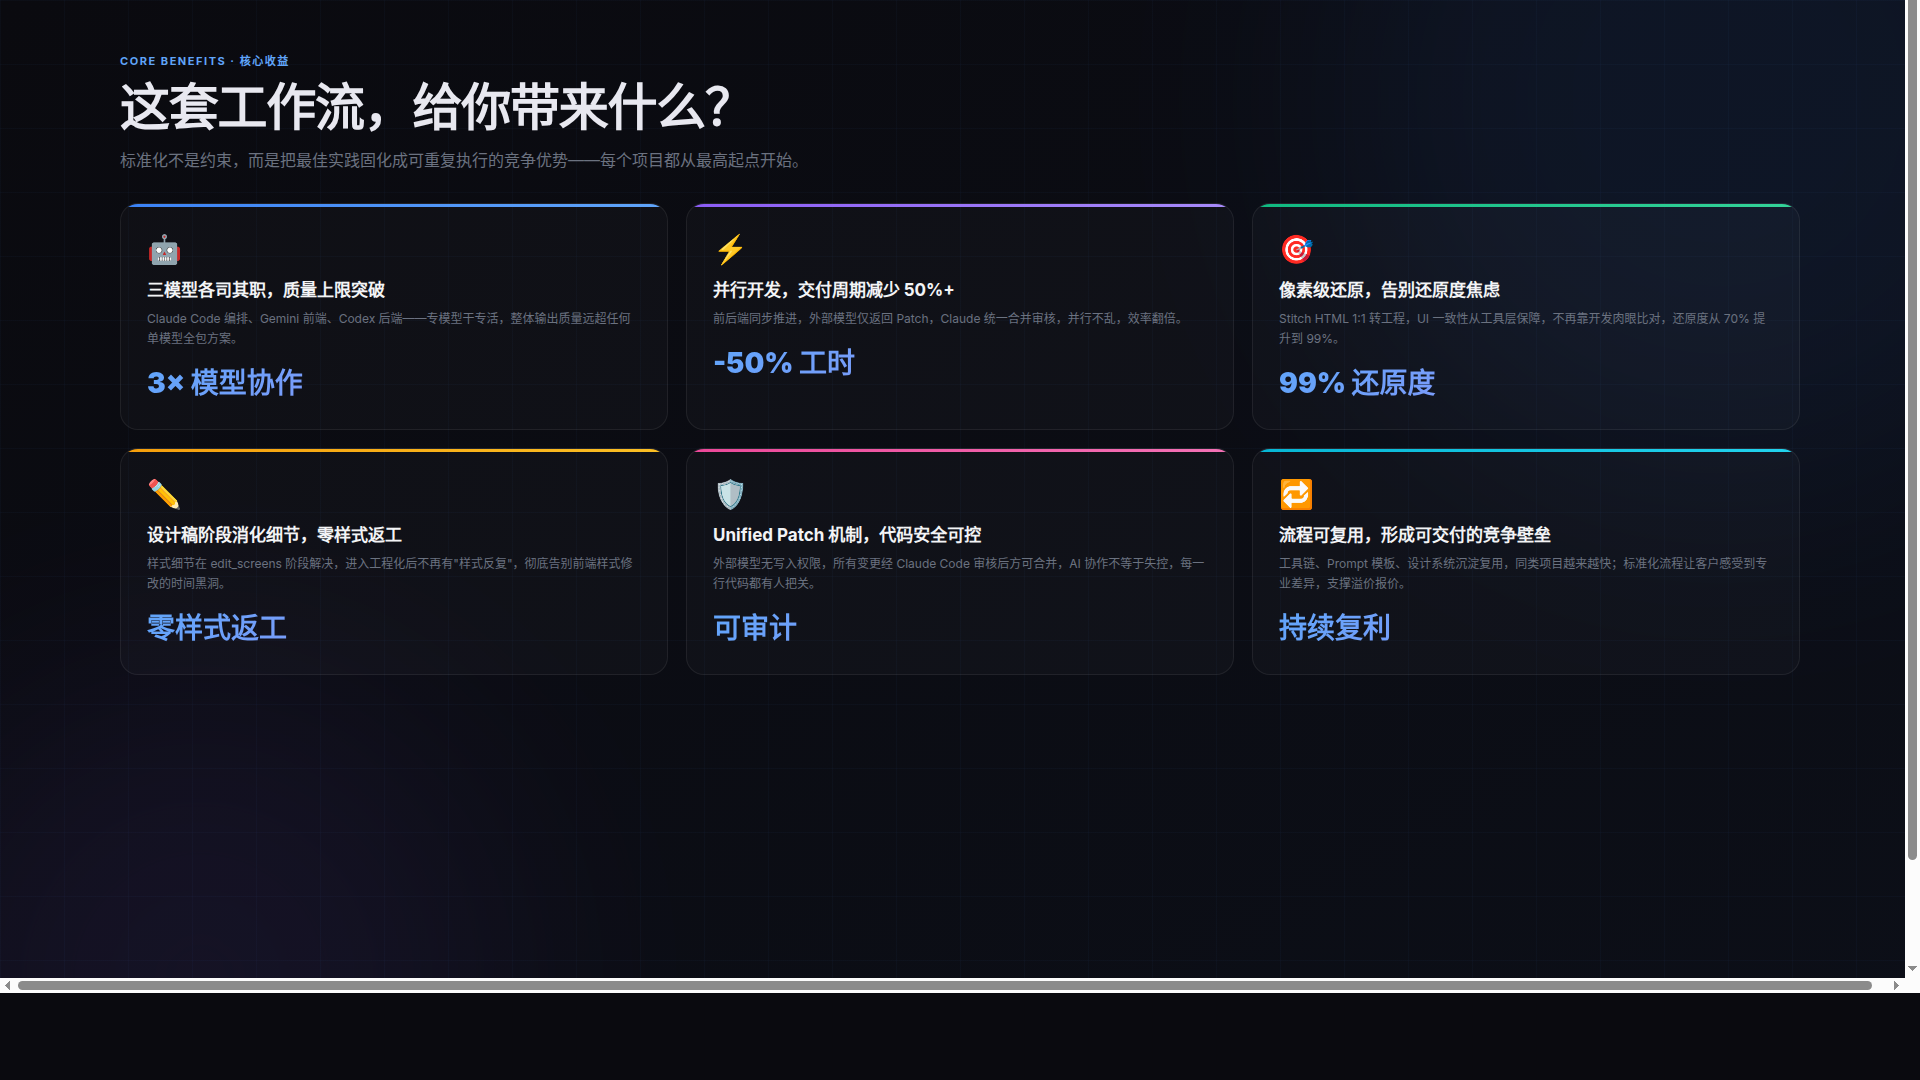 CORE BENEFITS · 核心收益
这套工作流，给你带来什么？
标准化不是约束，而是把最佳实践固化成可重复执行的竞争优势——每个项目都从最高起点开始。
三模型各司其职，质量上限突破
Claude Code 编排、Gemini 前端、Codex 后端——专模型干专活，整体输出质量远超任何
单模型全包方案。
3× 模型协作
并行开发，交付周期减少 50%+
前后端同步推进，外部模型仅返回 Patch，Claude 统一合并审核，并行不乱，效率翻倍。
-50% 工时
像素级还原，告别还原度焦虑
Stitch HTML 1:1 转工程，UI 一致性从工具层保障，不再靠开发肉眼比对，还原度从 70% 提
升到 99%。
99% 还原度
设计稿阶段消化细节，零样式返工
样式细节在 edit_screens 阶段解决，进入工程化后不再有"样式反复"，彻底告别前端样式修
改的时间黑洞。
零样式返工
Unified Patch 机制，代码安全可控
外部模型无写入权限，所有变更经 Claude Code 审核后方可合并，AI 协作不等于失控，每一
行代码都有人把关。
可审计
流程可复用，形成可交付的竞争壁垒
工具链、Prompt 模板、设计系统沉淀复用，同类项目越来越快；标准化流程让客户感受到专
业差异，支撑溢价报价。
持续复利